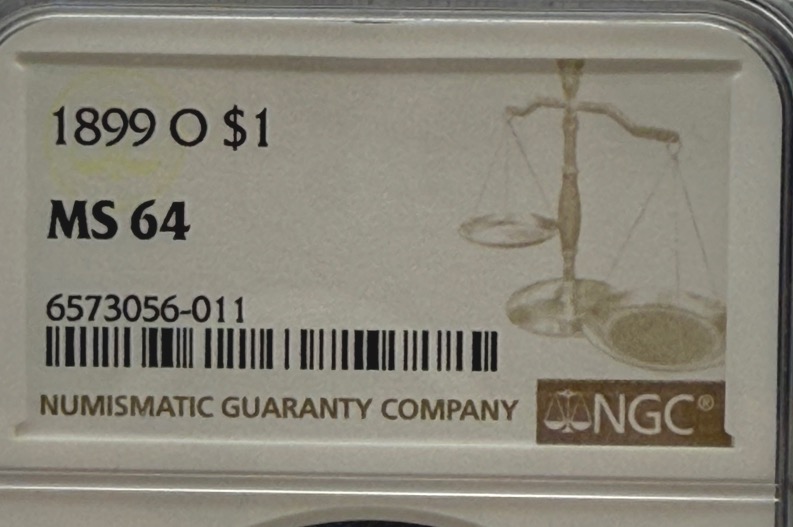 1899 O $1
MS 64
6573056-011
NUMISMATIC GUARANTY COMPANY NGC®